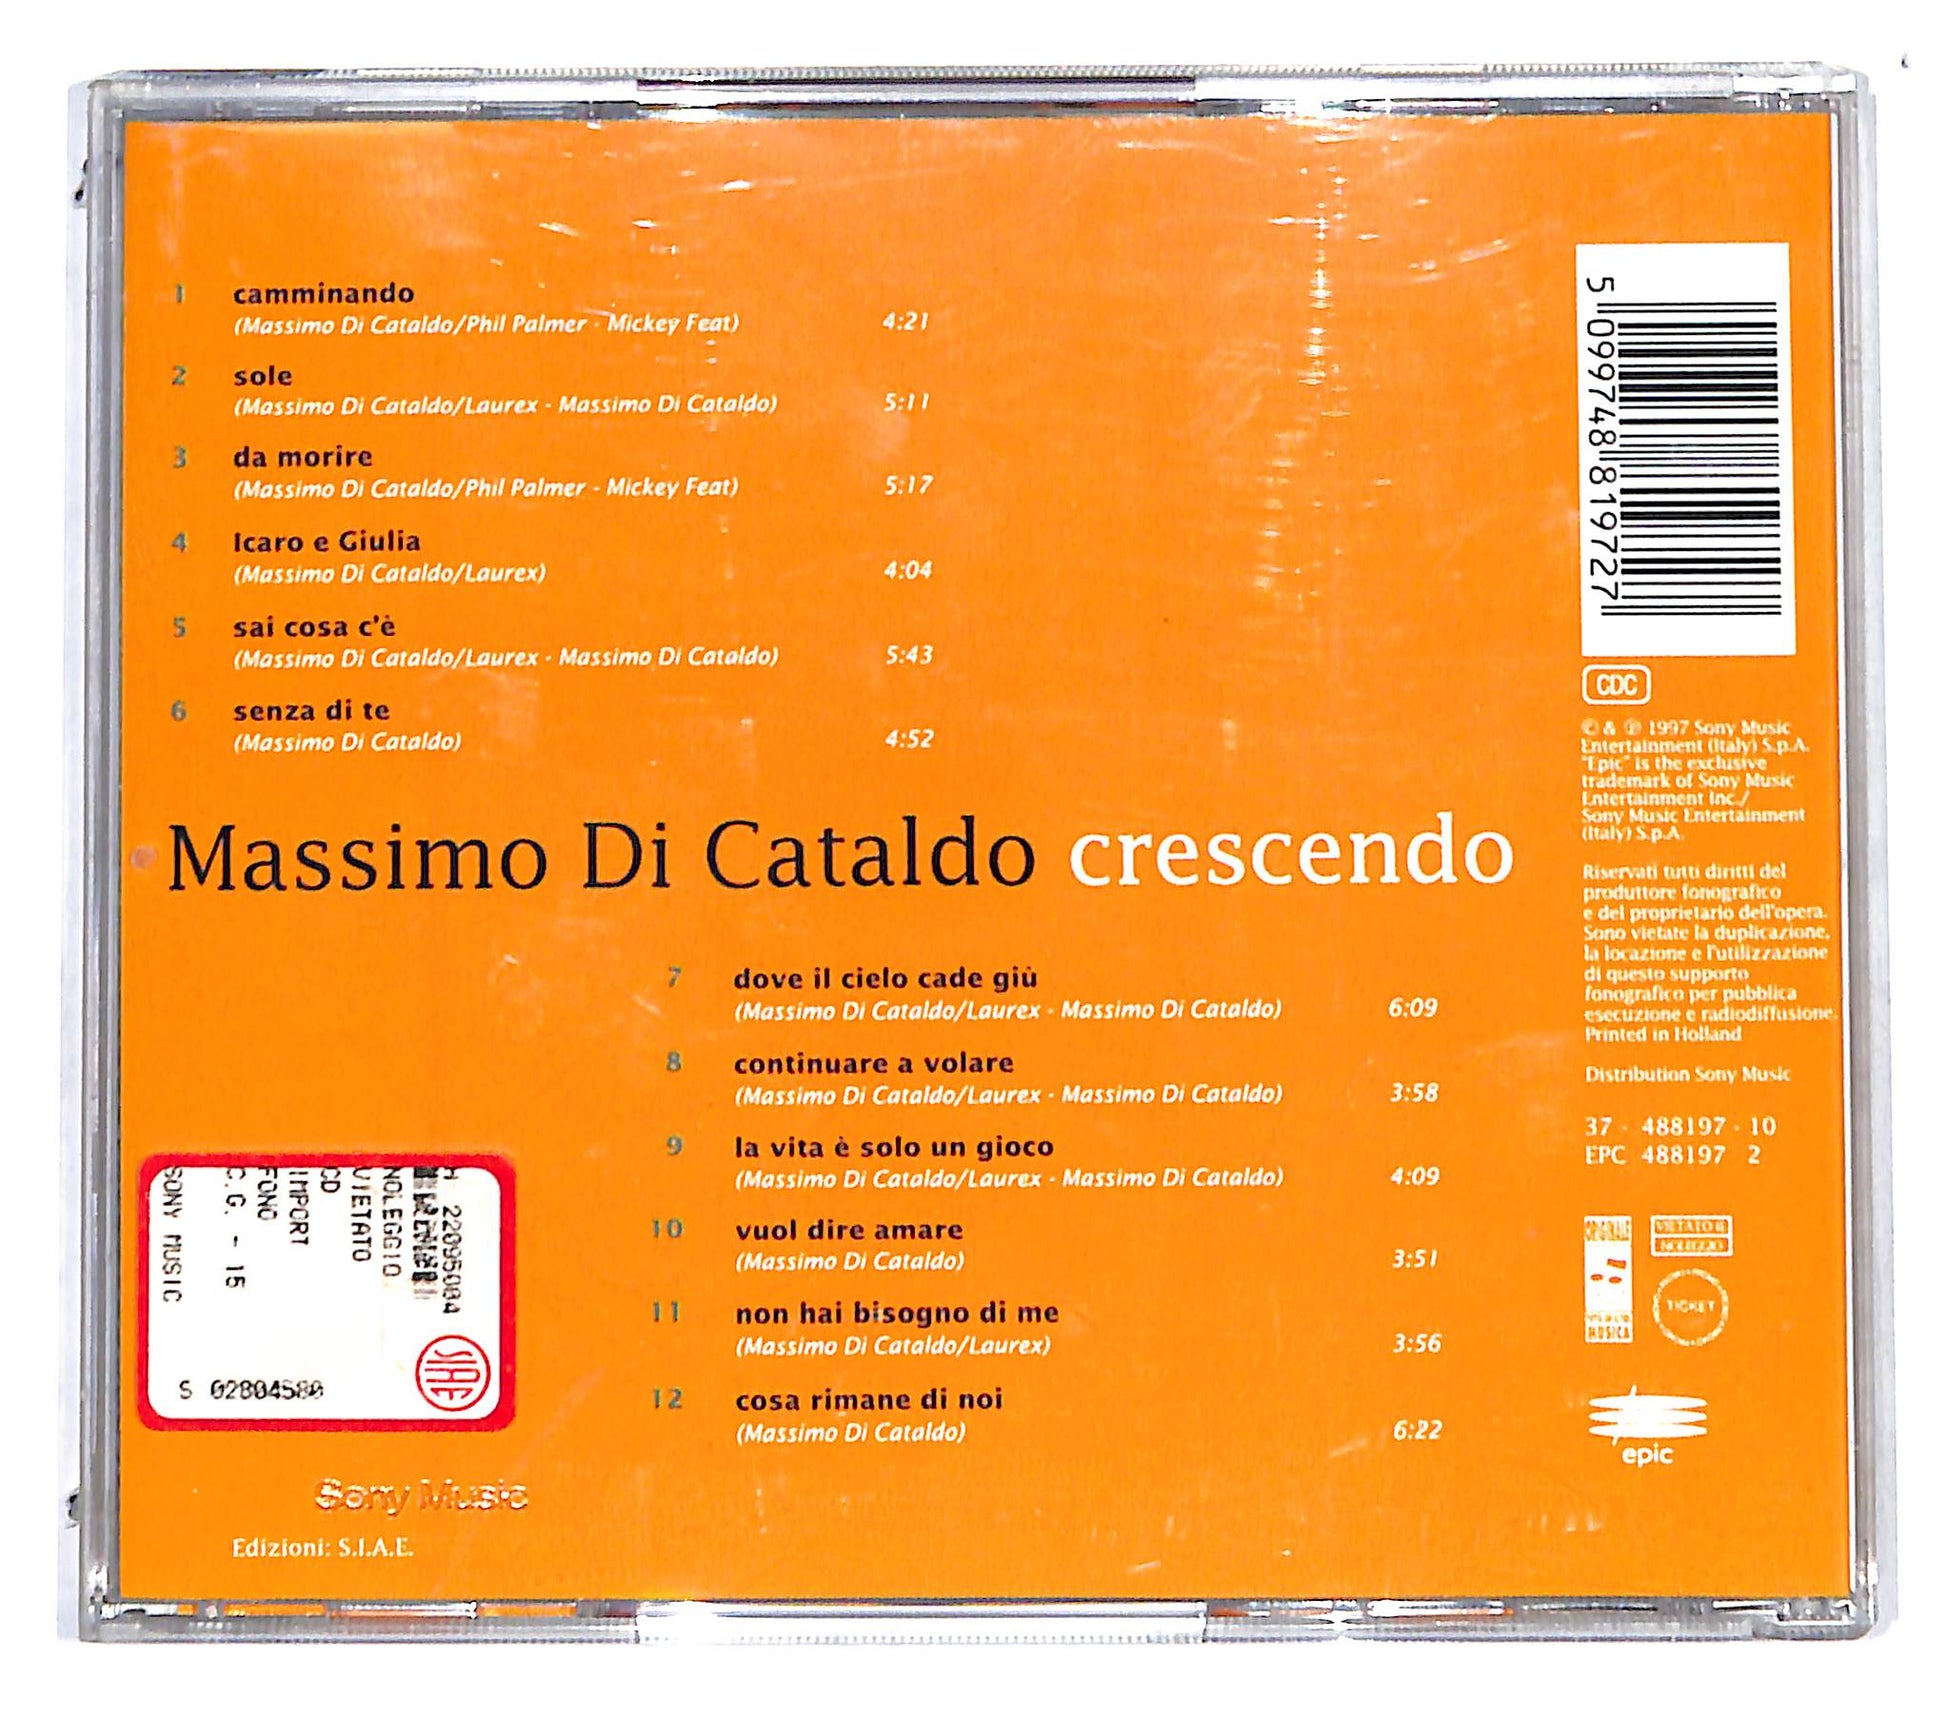 1 camminando
(Massimo Di Cataldo/Phil Palmer - Mickey Feat) 4:21
2 sole
(Massimo Di Cataldo/Laurex - Massimo Di Cataldo) 5:11
3 da morire
(Massimo Di Cataldo/Phil Palmer - Mickey Feat) 5:17
4 Icaro e Giulia
(Massimo Di Cataldo/Laurex) 4:04
5 sai cosa c'è
(Massimo Di Cataldo/Laurex - Massimo Di Cataldo) 5:43
6 senza di te
(Massimo Di Cataldo) 4:52
Massimo Di Cataldo crescendo
7 dove il cielo cade giù
(Massimo Di Cataldo/Laurex - Massimo Di Cataldo) 6:09
8 continuare a volare
(Massimo Di Cataldo/Laurex - Massimo Di Cataldo) 3:58
9 la vita è solo un gioco
(Massimo Di Cataldo/Laurex - Massimo Di Cataldo) 4:09
10 vuol dire amare
(Massimo Di Cataldo) 3:51
11 non hai bisogno di me
(Massimo Di Cataldo/Laurex) 3:56
12 cosa rimane di noi
(Massimo Di Cataldo) 6:22
5 099748 819727
CDC
© & ℗ 1997 Sony Music
Entertainment (Italy) S.p.A.
"Epic" is the exclusive
trademark of Sony Music
Entertainment Inc./
Sony Music Entertainment
(Italy) S.p.A.
Riservati tutti diritti del
produttore fonografico
e del proprietario dell'opera.
Sono vietate la duplicazione,
la locazione e l'utilizzazione
di questo supporto
fonografico per pubblica
esecuzione e radiodiffusione.
Printed in Holland
Distribution Sony Music
37 - 488197 - 10
EPC 488197 2
ORIGINALE
MUSICA
VIETATO IL
NOLEGGIO
TICKET
epic
22095084
NOLEGGIO
VIETATO
CD
IMPORT
FONO
C.G. - 15
SONY MUSIC
SIAE
S 02804580
Sony Music
Edizioni: S.I.A.E.